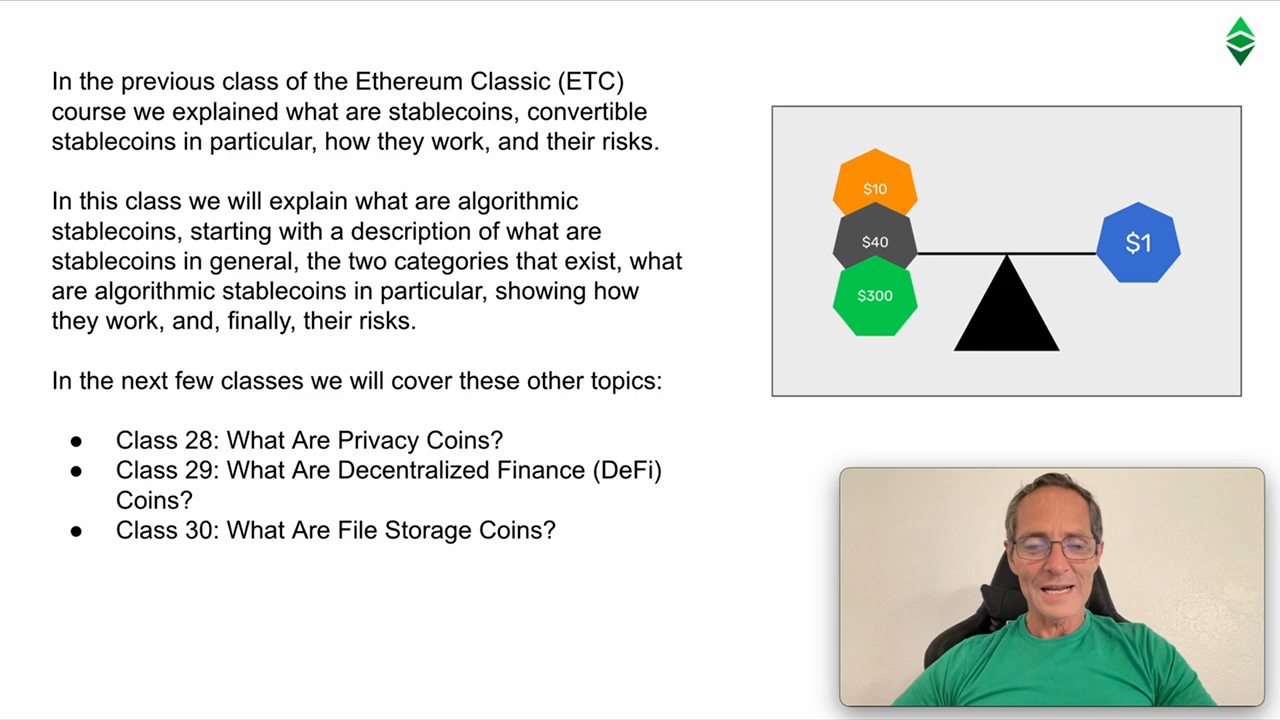 In the previous class of the Ethereum Classic (ETC)
course we explained what are stablecoins, convertible
stablecoins in particular, how they work, and their risks.
In this class we will explain what are algorithmic
stablecoins, starting with a description of what are
stablecoins in general, the two categories that exist, what
are algorithmic stablecoins in particular, showing how
they work, and, finally, their risks.
In the next few classes we will cover these other topics:
● Class 28: What Are Privacy Coins?
● Class 29: What Are Decentralized Finance (DeFi)
Coins?
● Class 30: What Are File Storage Coins?
$10
$40
$300
$1